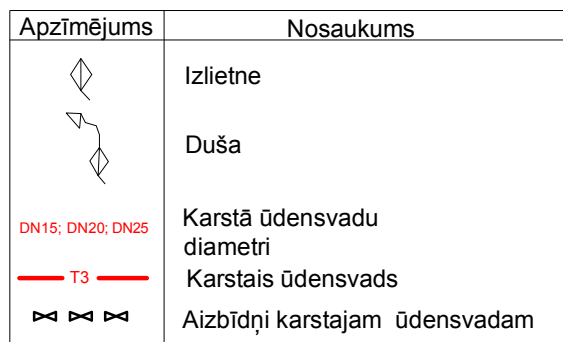 Apzīmējums Nosaukums
Izlietne
Duša
DN15; DN20; DN25 Karstā ūdensvadu
diametri
T3 Karstais ūdensvads
Aizbīdņi karstajam ūdensvadam